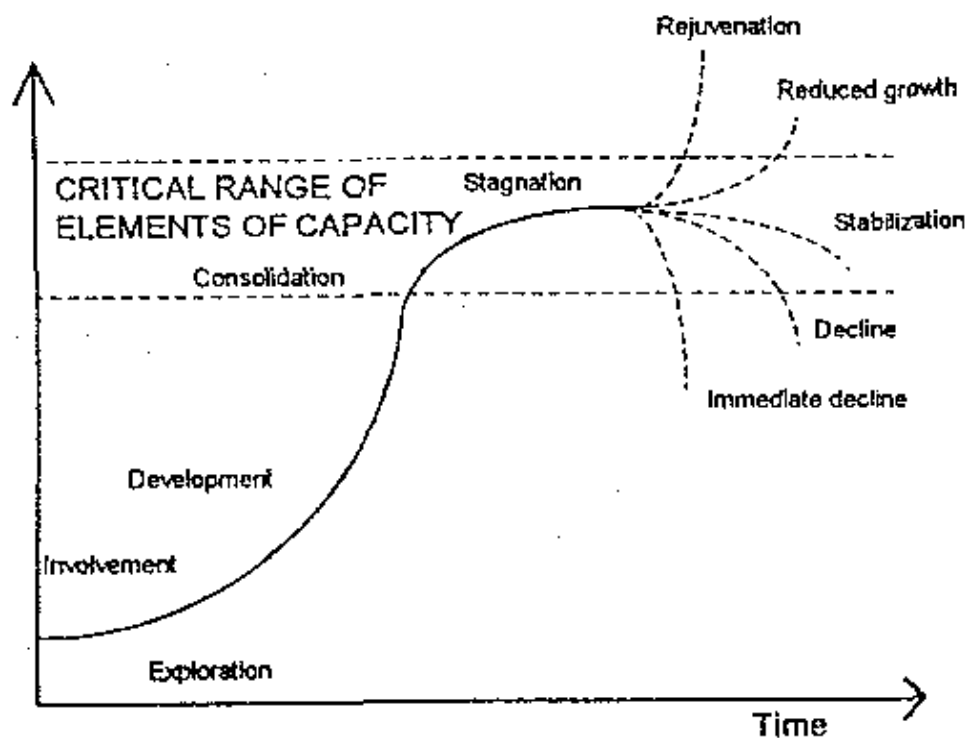 Rejuvenation
Reduced growth
CRITICAL RANGE OF
ELEMENTS OF CAPACITY
Stagnation
Stabilization
Consolidation
Decline
Immediate decline
Development
Involvement
Exploration
Time